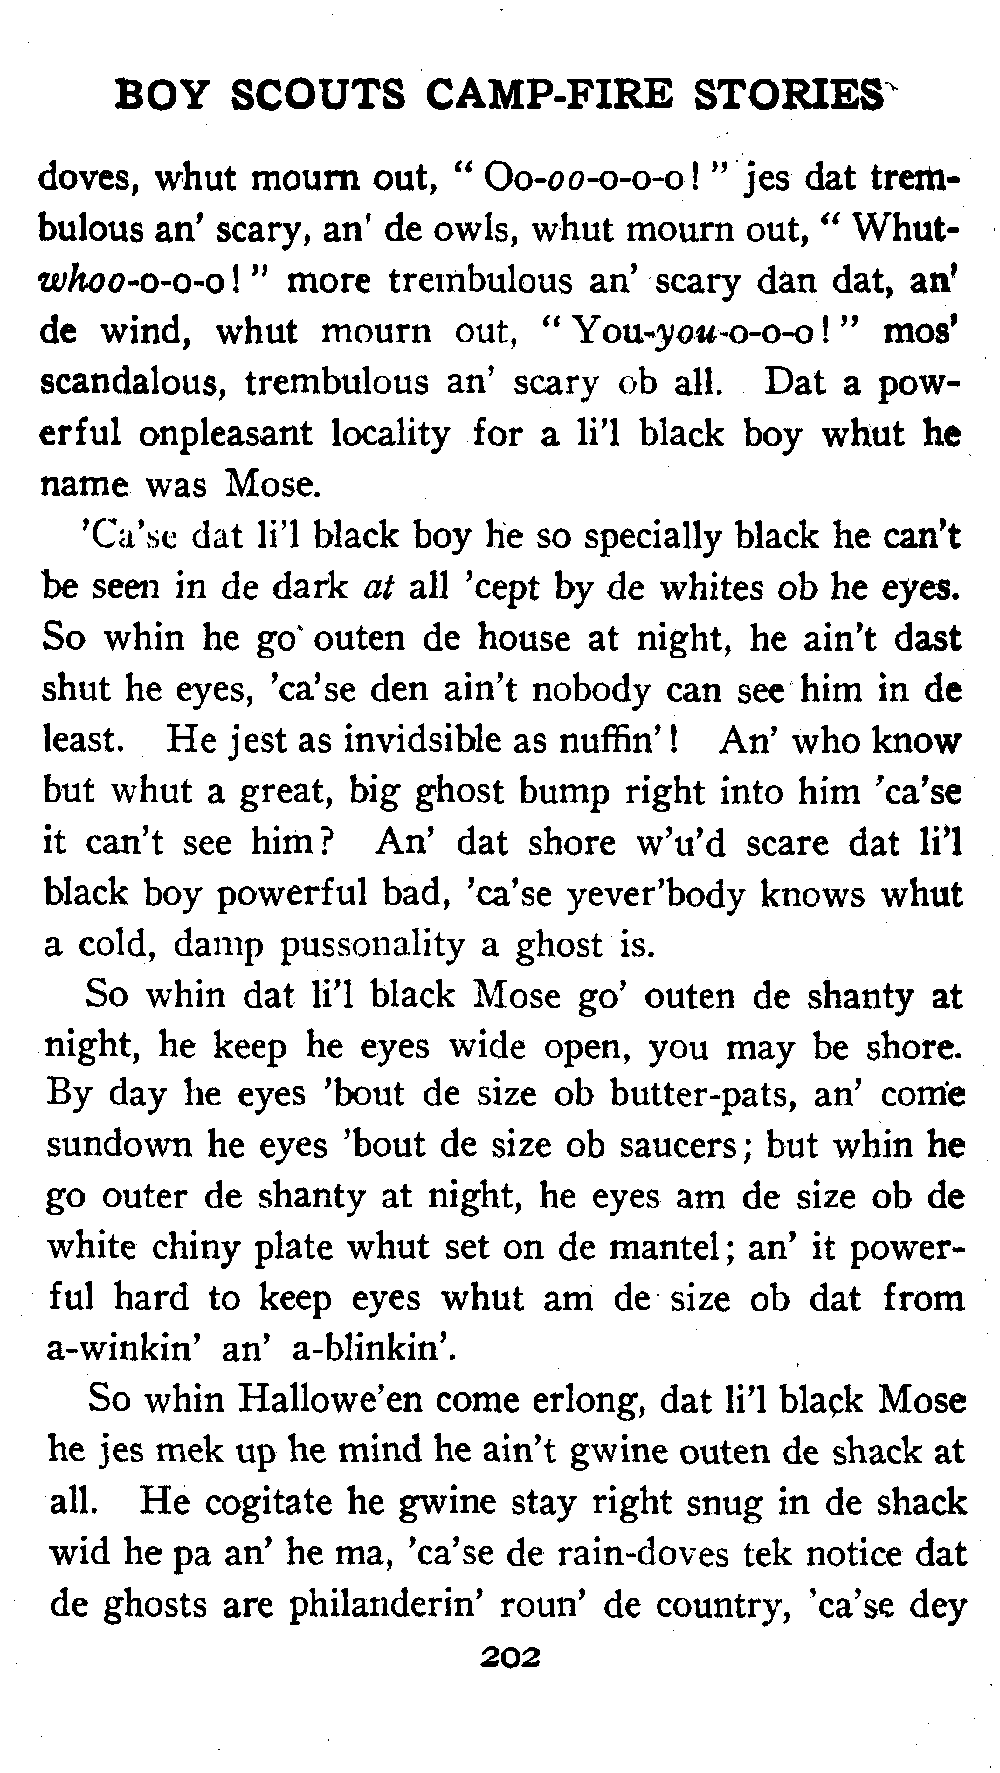 BOY SCOUTS CAMP-FIRE STORIES
doves, whut mourn out, “ Oo-oo-o-o-o! ” jes dat trem-
bulous an’ scary, an’ de owls, whut mourn out, “ Whut-
whoo-o-o-o! ” more trembulous an’ scary dan dat, an’
de wind, whut mourn out, “ You-you-o-o-o! ” mos’
scandalous, trembulous an’ scary ob all. Dat a pow-
erful onpleasant locality for a li’l black boy whut he
name was Mose.
’Ca’se dat li’l black boy he so specially black he can’t
be seen in de dark at all ’cept by de whites ob he eyes.
So whin he go’ outen de house at night, he ain’t dast
shut he eyes, ’ca’se den ain’t nobody can see him in de
least. He jest as invidsible as nuffin’! An’ who know
but whut a great, big ghost bump right into him ’ca’se
it can’t see him? An’ dat shore w’u’d scare dat li’l
black boy powerful bad, ’ca’se yever’body knows whut
a cold, damp pussonality a ghost is.
So whin dat li’l black Mose go’ outen de shanty at
night, he keep he eyes wide open, you may be shore.
By day he eyes ’bout de size ob butter-pats, an’ come
sundown he eyes ’bout de size ob saucers; but whin he
go outer de shanty at night, he eyes am de size ob de
white chiny plate whut set on de mantel; an’ it power-
ful hard to keep eyes whut am de size ob dat from
a-winkin’ an’ a-blinkin’.
So whin Hallowe’en come erlong, dat li’l black Mose
he jes mek up he mind he ain’t gwine outen de shack at
all. He cogitate he gwine stay right snug in de shack
wid he pa an’ he ma, ’ca’se de rain-doves tek notice dat
de ghosts are philanderin’ roun’ de country, ’ca’se dey
202